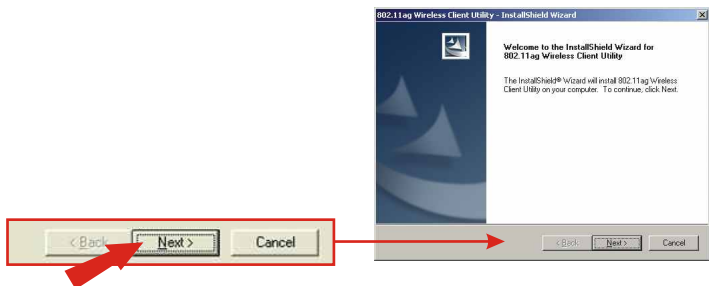 802.11ag Wireless Client Utility - InstallShield Wizard
Welcome to the InstallShield Wizard for
802.11ag Wireless Client Utility
The InstallShield® Wizard will install 802.11ag Wireless
Client Utility on your computer. To continue, click Next.
< Back Next > Cancel
< Back Next > Cancel